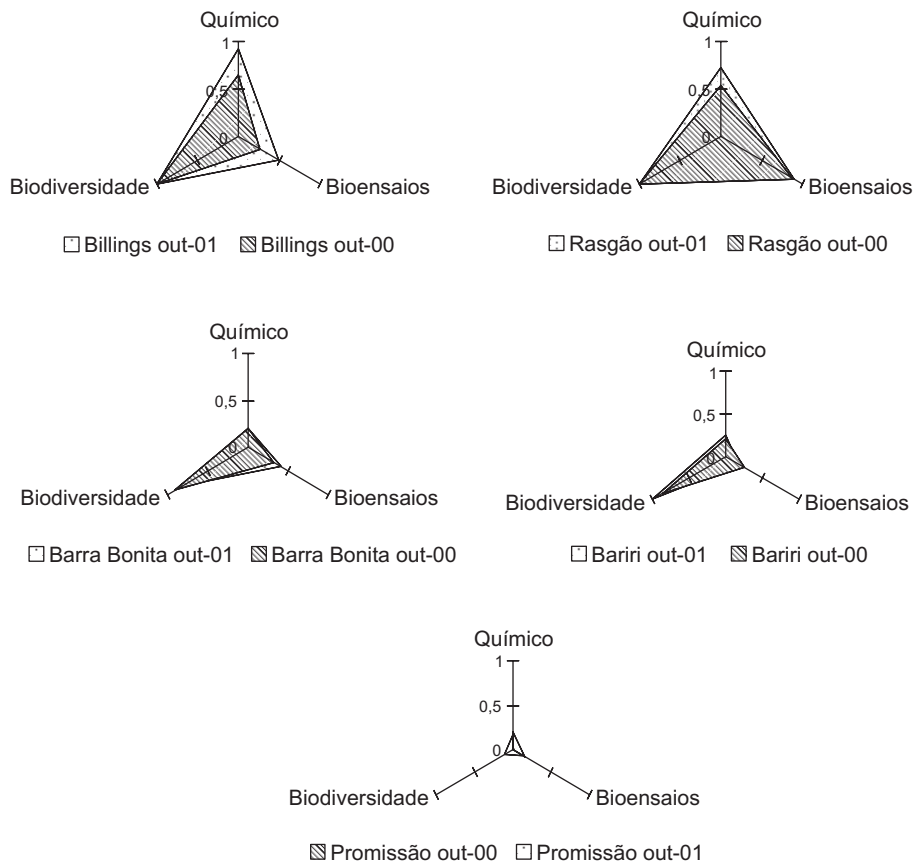 Químico
1
0,5
0
Biodiversidade
Bioensaios
Billings out-01 Billings out-00
Químico
1
0,5
0
Biodiversidade
Bioensaios
Rasgão out-01 Rasgão out-00
Químico
1
0,5
0
Biodiversidade
Bioensaios
Barra Bonita out-01 Barra Bonita out-00
Químico
1
0,5
0
Biodiversidade
Bioensaios
Bariri out-01 Bariri out-00
Químico
1
0,5
0
Biodiversidade
Bioensaios
Promissão out-00 Promissão out-01